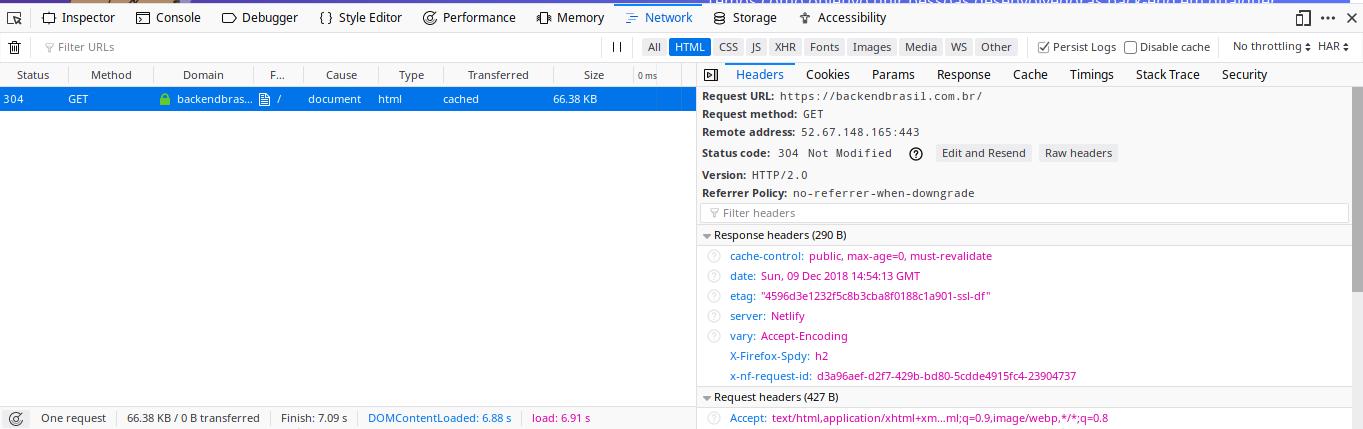 Inspector Console Debugger Style Editor Performance Memory Network Storage Accessibility
Filter URLs All HTML CSS JS XHR Fonts Images Media WS Other Persist Logs Disable cache No throttling HAR
Status Method Domain F... Cause Type Transferred Size 0 ms
304 GET backendbras... / document html cached 66.38 KB
Headers Cookies Params Response Cache Timings Stack Trace Security
Request URL: https://backendbrasil.com.br/
Request method: GET
Remote address: 52.67.148.165:443
Status code: 304 Not Modified Edit and Resend Raw headers
Version: HTTP/2.0
Referrer Policy: no-referrer-when-downgrade
Filter headers
Response headers (290 B)
cache-control: public, max-age=0, must-revalidate
date: Sun, 09 Dec 2018 14:54:13 GMT
etag: "4596d3e1232f5c8b3cba8f0188c1a901-ssl-df"
server: Netlify
vary: Accept-Encoding
X-Firefox-Spdy: h2
x-nf-request-id: d3a96aef-d2f7-429b-bd80-5cdde4915fc4-23904737
Request headers (427 B)
Accept: text/html,application/xhtml+xm...ml;q=0.9,image/webp,*/*;q=0.8
One request 66.38 KB / 0 B transferred Finish: 7.09 s DOMContentLoaded: 6.88 s load: 6.91 s